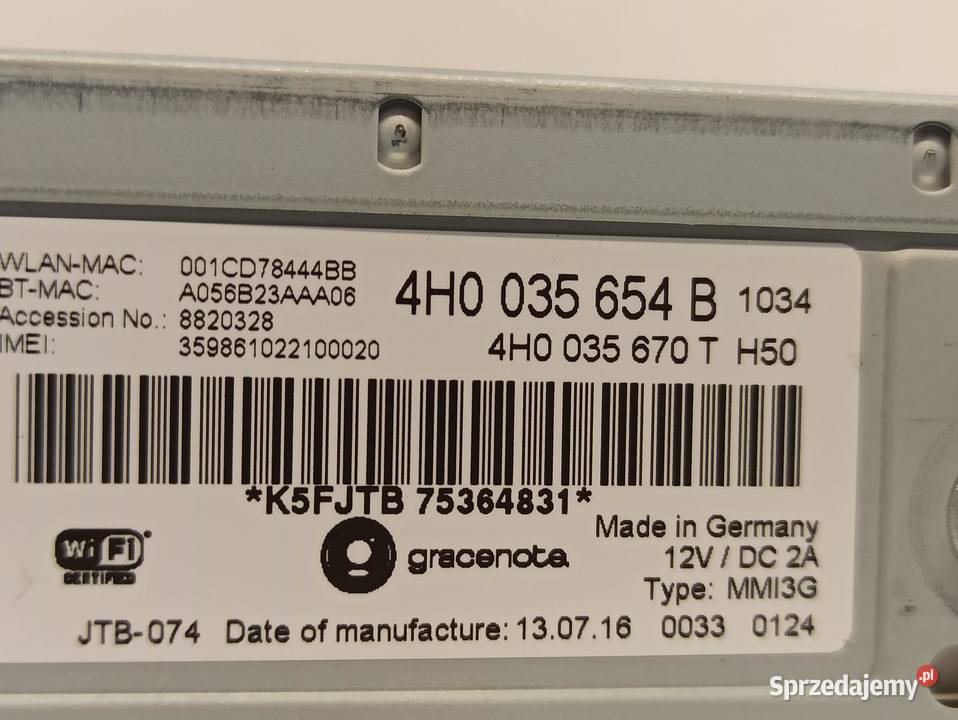 WLAN-MAC: 001CD78444BB
BT-MAC: A056B23AAA06
Accession No.: 8820328
IMEI: 359861022100020
4H0 035 654 B 1034
4H0 035 670 T H50
*K5FJTB 75364831*
Made in Germany
12V / DC 2A
Type: MMI3G
Wi Fi
CERTIFIED
gracenote
JTB-074 Date of manufacture: 13.07.16 0033 0124
Sprzedajemy.pl